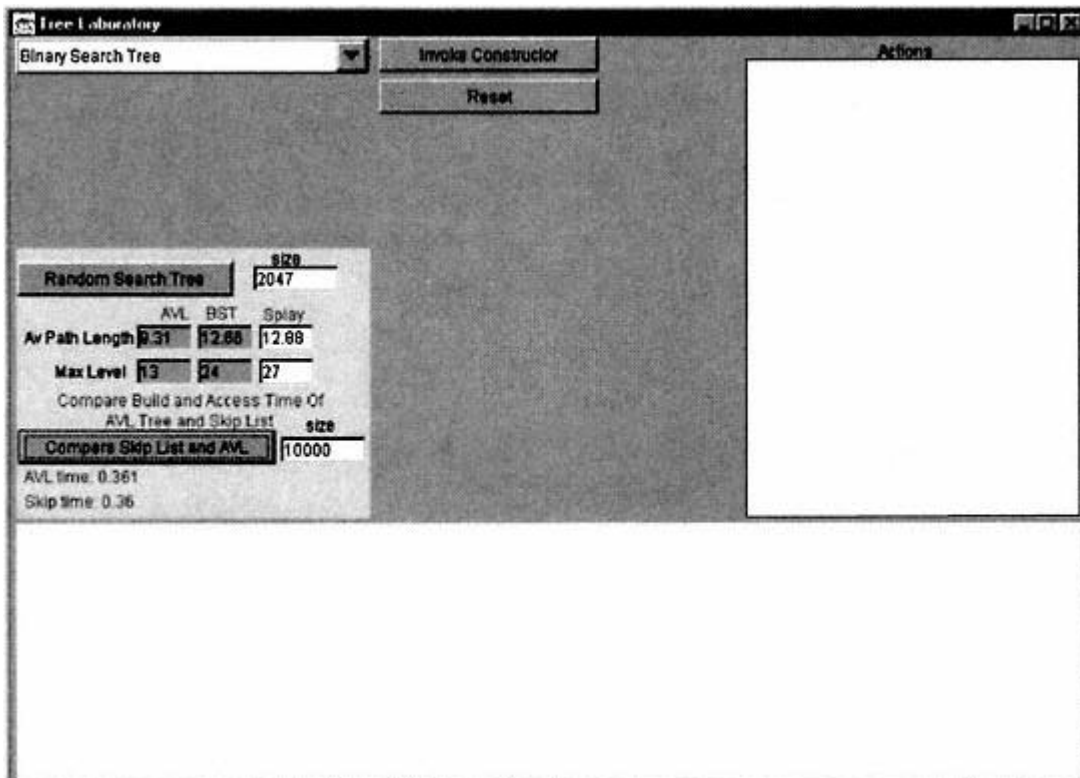 Tree Laboratory
Binary Search Tree
Invoke Constructor
Actions
Reset
size
Random Search Tree
2047
AVL BST Splay
Av Path Length 9.31 12.68 12.88
Max Level 13 24 27
Compare Build and Access Time Of
AVL Tree and Skip List
size
Compare Skip List and AVL
10000
AVL time: 0.361
Skip time: 0.36